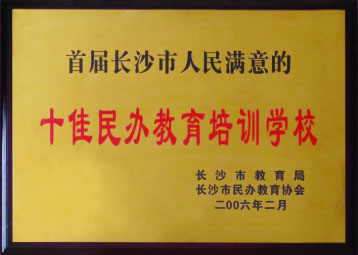 首届长沙市人民满意的
十佳民办教育培训学校
长沙市教育局
长沙市民办教育协会
二00六年二月